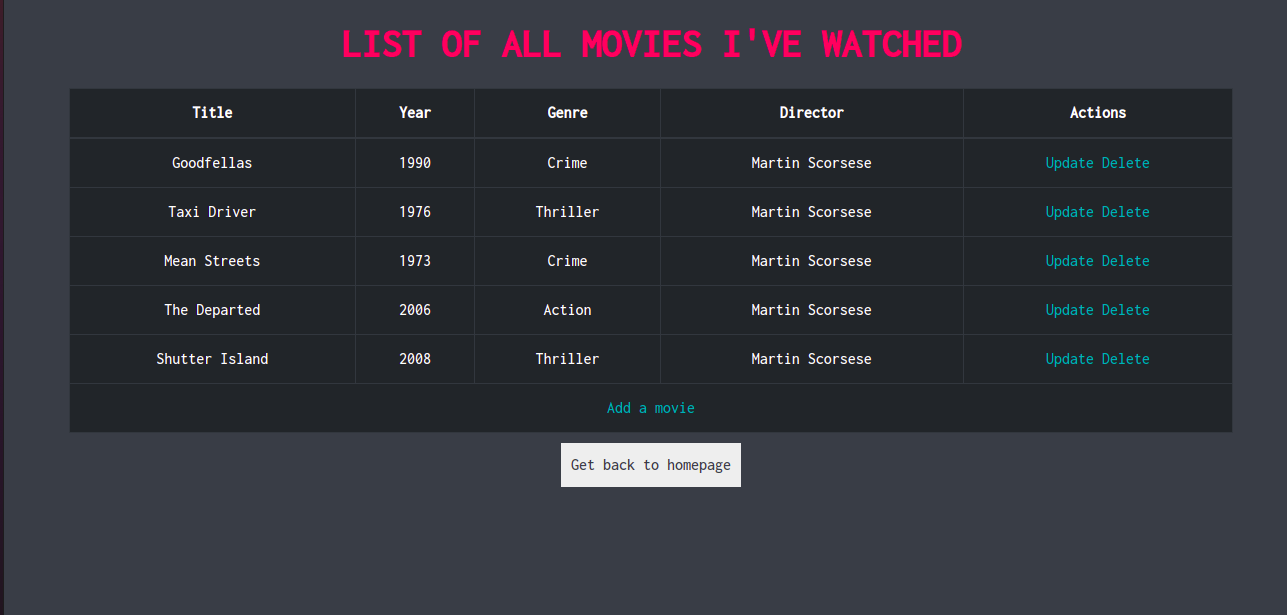 LIST OF ALL MOVIES I'VE WATCHED
Title Year Genre Director Actions
Goodfellas 1990 Crime Martin Scorsese Update Delete
Taxi Driver 1976 Thriller Martin Scorsese Update Delete
Mean Streets 1973 Crime Martin Scorsese Update Delete
The Departed 2006 Action Martin Scorsese Update Delete
Shutter Island 2008 Thriller Martin Scorsese Update Delete
Add a movie
Get back to homepage